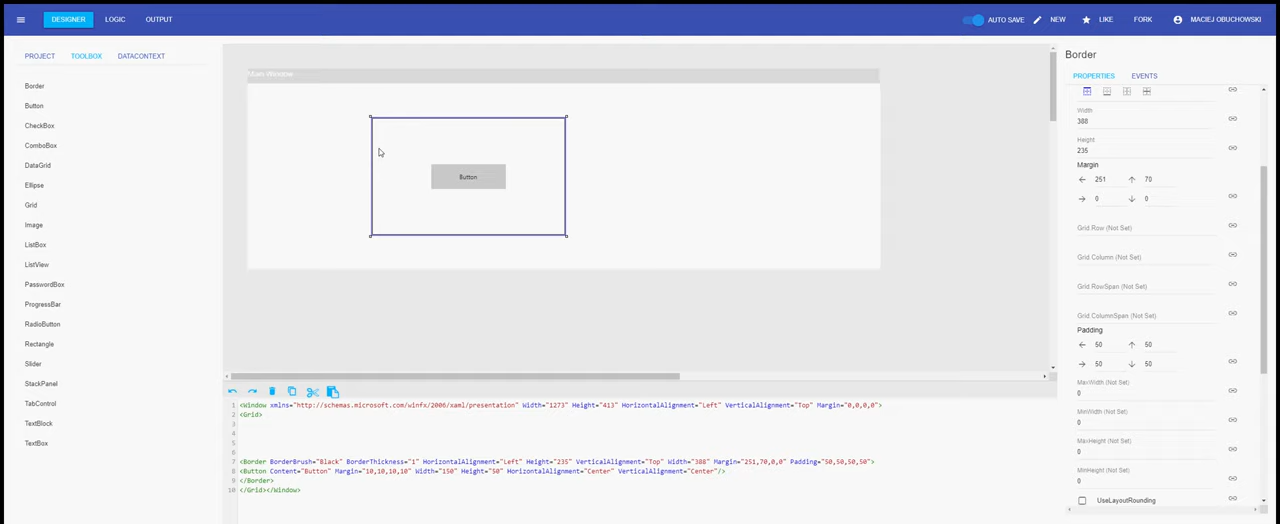 DESIGNER LOGIC OUTPUT AUTO SAVE NEW LIKE FORK MACIEJ OBUCHOWSKI
PROJECT TOOLBOX DATACONTEXT
Border
Button
CheckBox
ComboBox
DataGrid
Ellipse
Grid
Image
ListBox
ListView
PasswordBox
ProgressBar
RadioButton
Rectangle
Slider
StackPanel
TabControl
TextBlock
TextBox
Main Window
Button
1 <Window xmlns="http://schemas.microsoft.com/winfx/2006/xaml/presentation" Width="1273" Height="413" HorizontalAlignment="Left" VerticalAlignment="Top" Margin="0,0,0,0">
2 <Grid>
3
4
5
6
7 <Border BorderBrush="Black" BorderThickness="1" HorizontalAlignment="Left" Height="235" VerticalAlignment="Top" Width="388" Margin="251,70,0,0" Padding="50,50,50,50">
8 <Button Content="Button" Margin="10,10,10,10" Width="150" Height="50" HorizontalAlignment="Center" VerticalAlignment="Center"/>
9 </Border>
10 </Grid></Window>
Border
PROPERTIES EVENTS
Width
388
Height
235
Margin
251 70
0 0
Grid Row (Not Set)
Grid Column (Not Set)
Grid RowSpan (Not Set)
Grid ColumnSpan (Not Set)
Padding
50 50
50 50
MaxWidth (Not Set)
0
MinWidth (Not Set)
0
MaxHeight (Not Set)
0
MinHeight (Not Set)
0
UseLayoutRounding